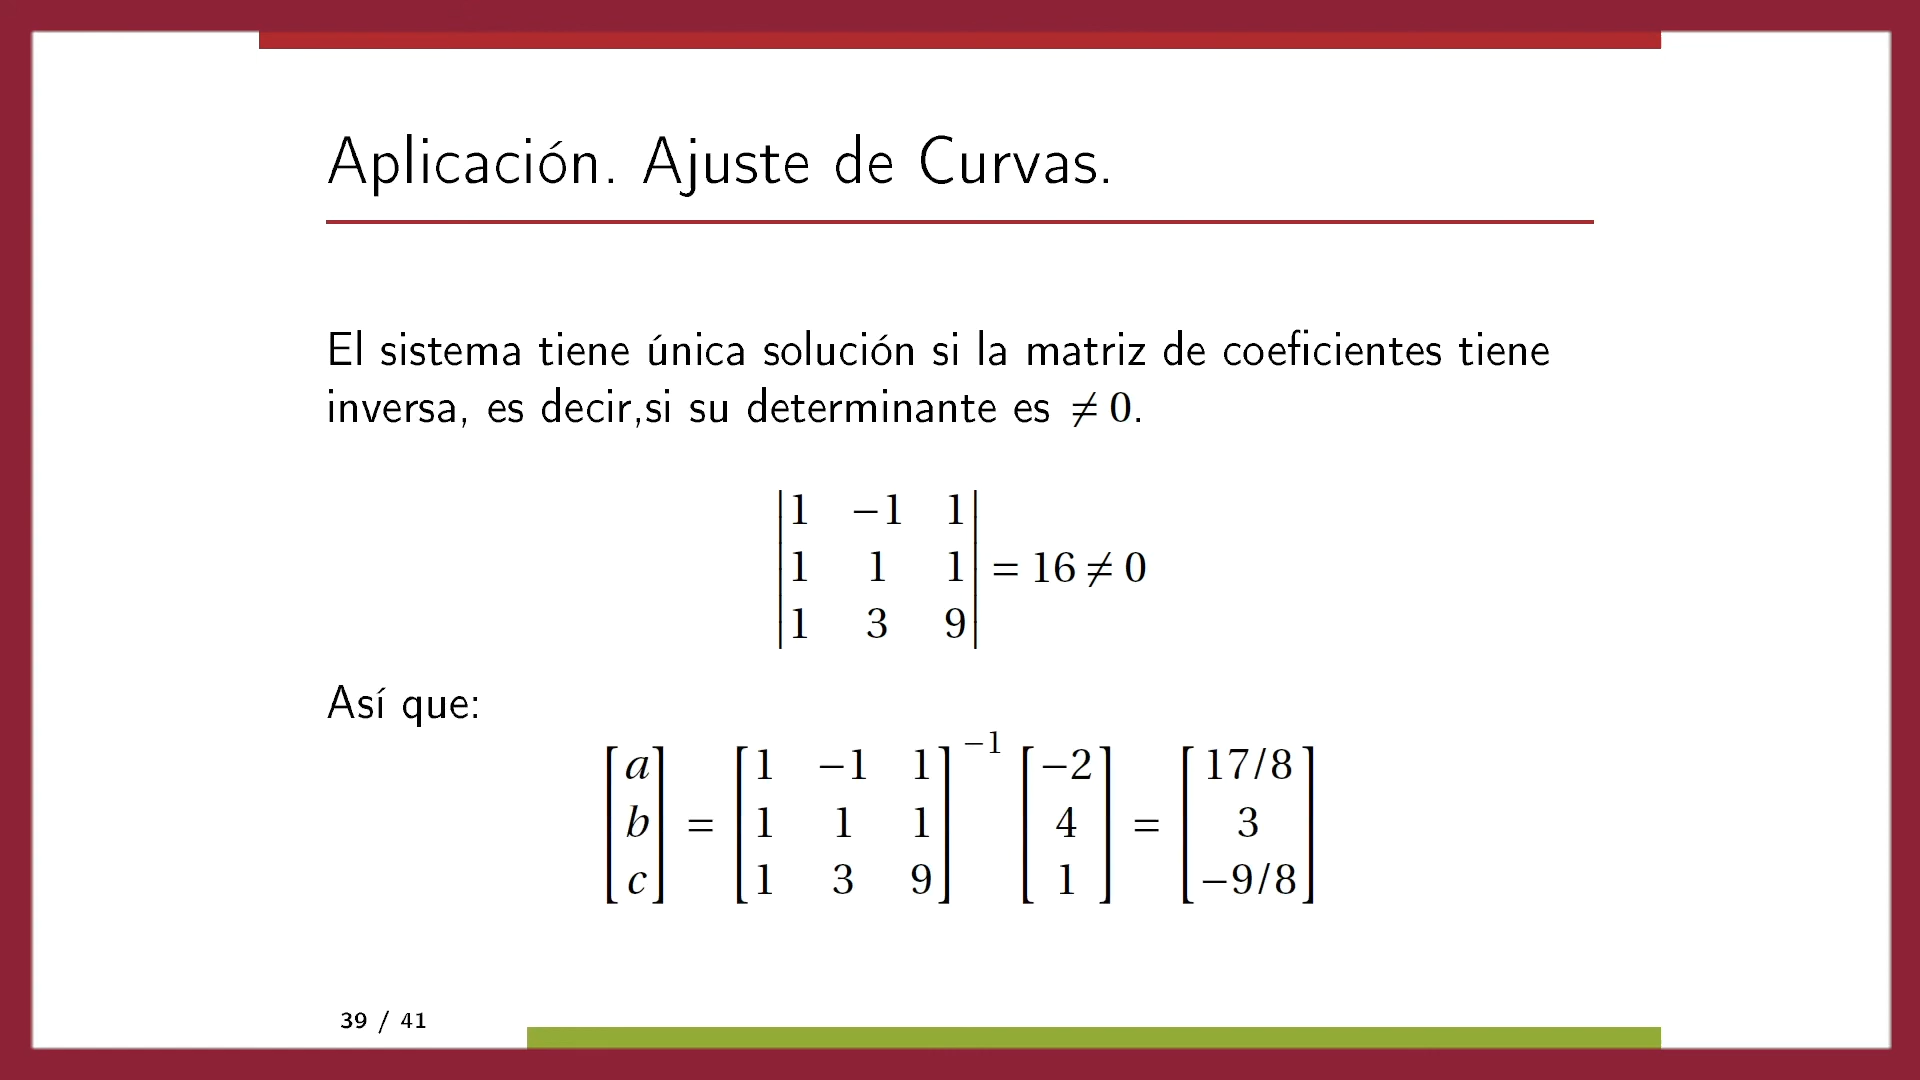 Aplicación. Ajuste de Curvas.
El sistema tiene única solución si la matriz de coeficientes tiene
inversa, es decir,si su determinante es ≠ 0.
|1 −1 1|
|1 1 1| = 16 ≠ 0
|1 3 9|
Así que:
[a] [1 −1 1]⁻¹ [−2] [17/8]
[b] = [1 1 1] [4] = [3]
[c] [1 3 9] [1] [−9/8]
39 / 41